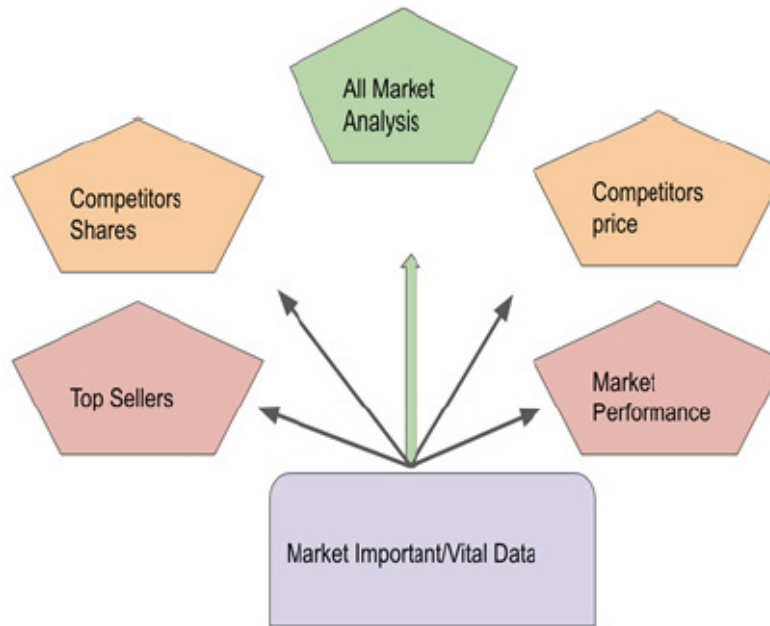 All Market
Analysis
Competitors
Shares
Competitors
price
Top Sellers
Market
Performance
Market Important/Vital Data